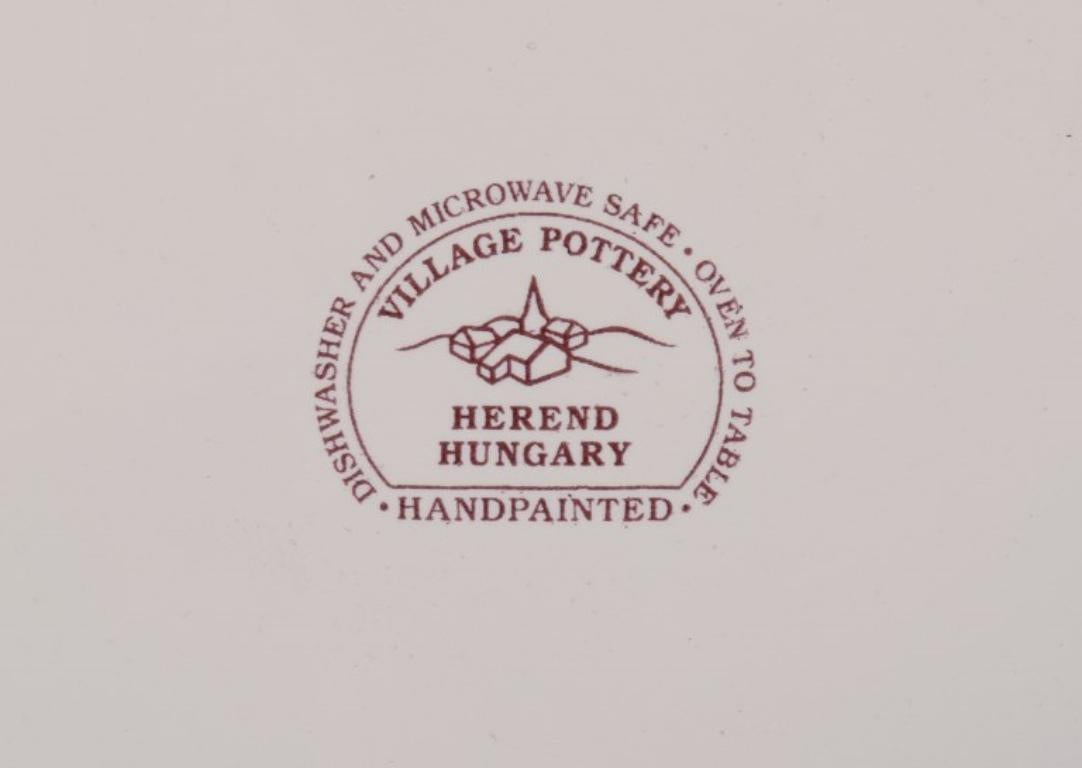 DISHWASHER AND MICROWAVE SAFE • OVEN TO TABLE
VILLAGE POTTERY
HEREND
HUNGARY
• HANDPAINTED •